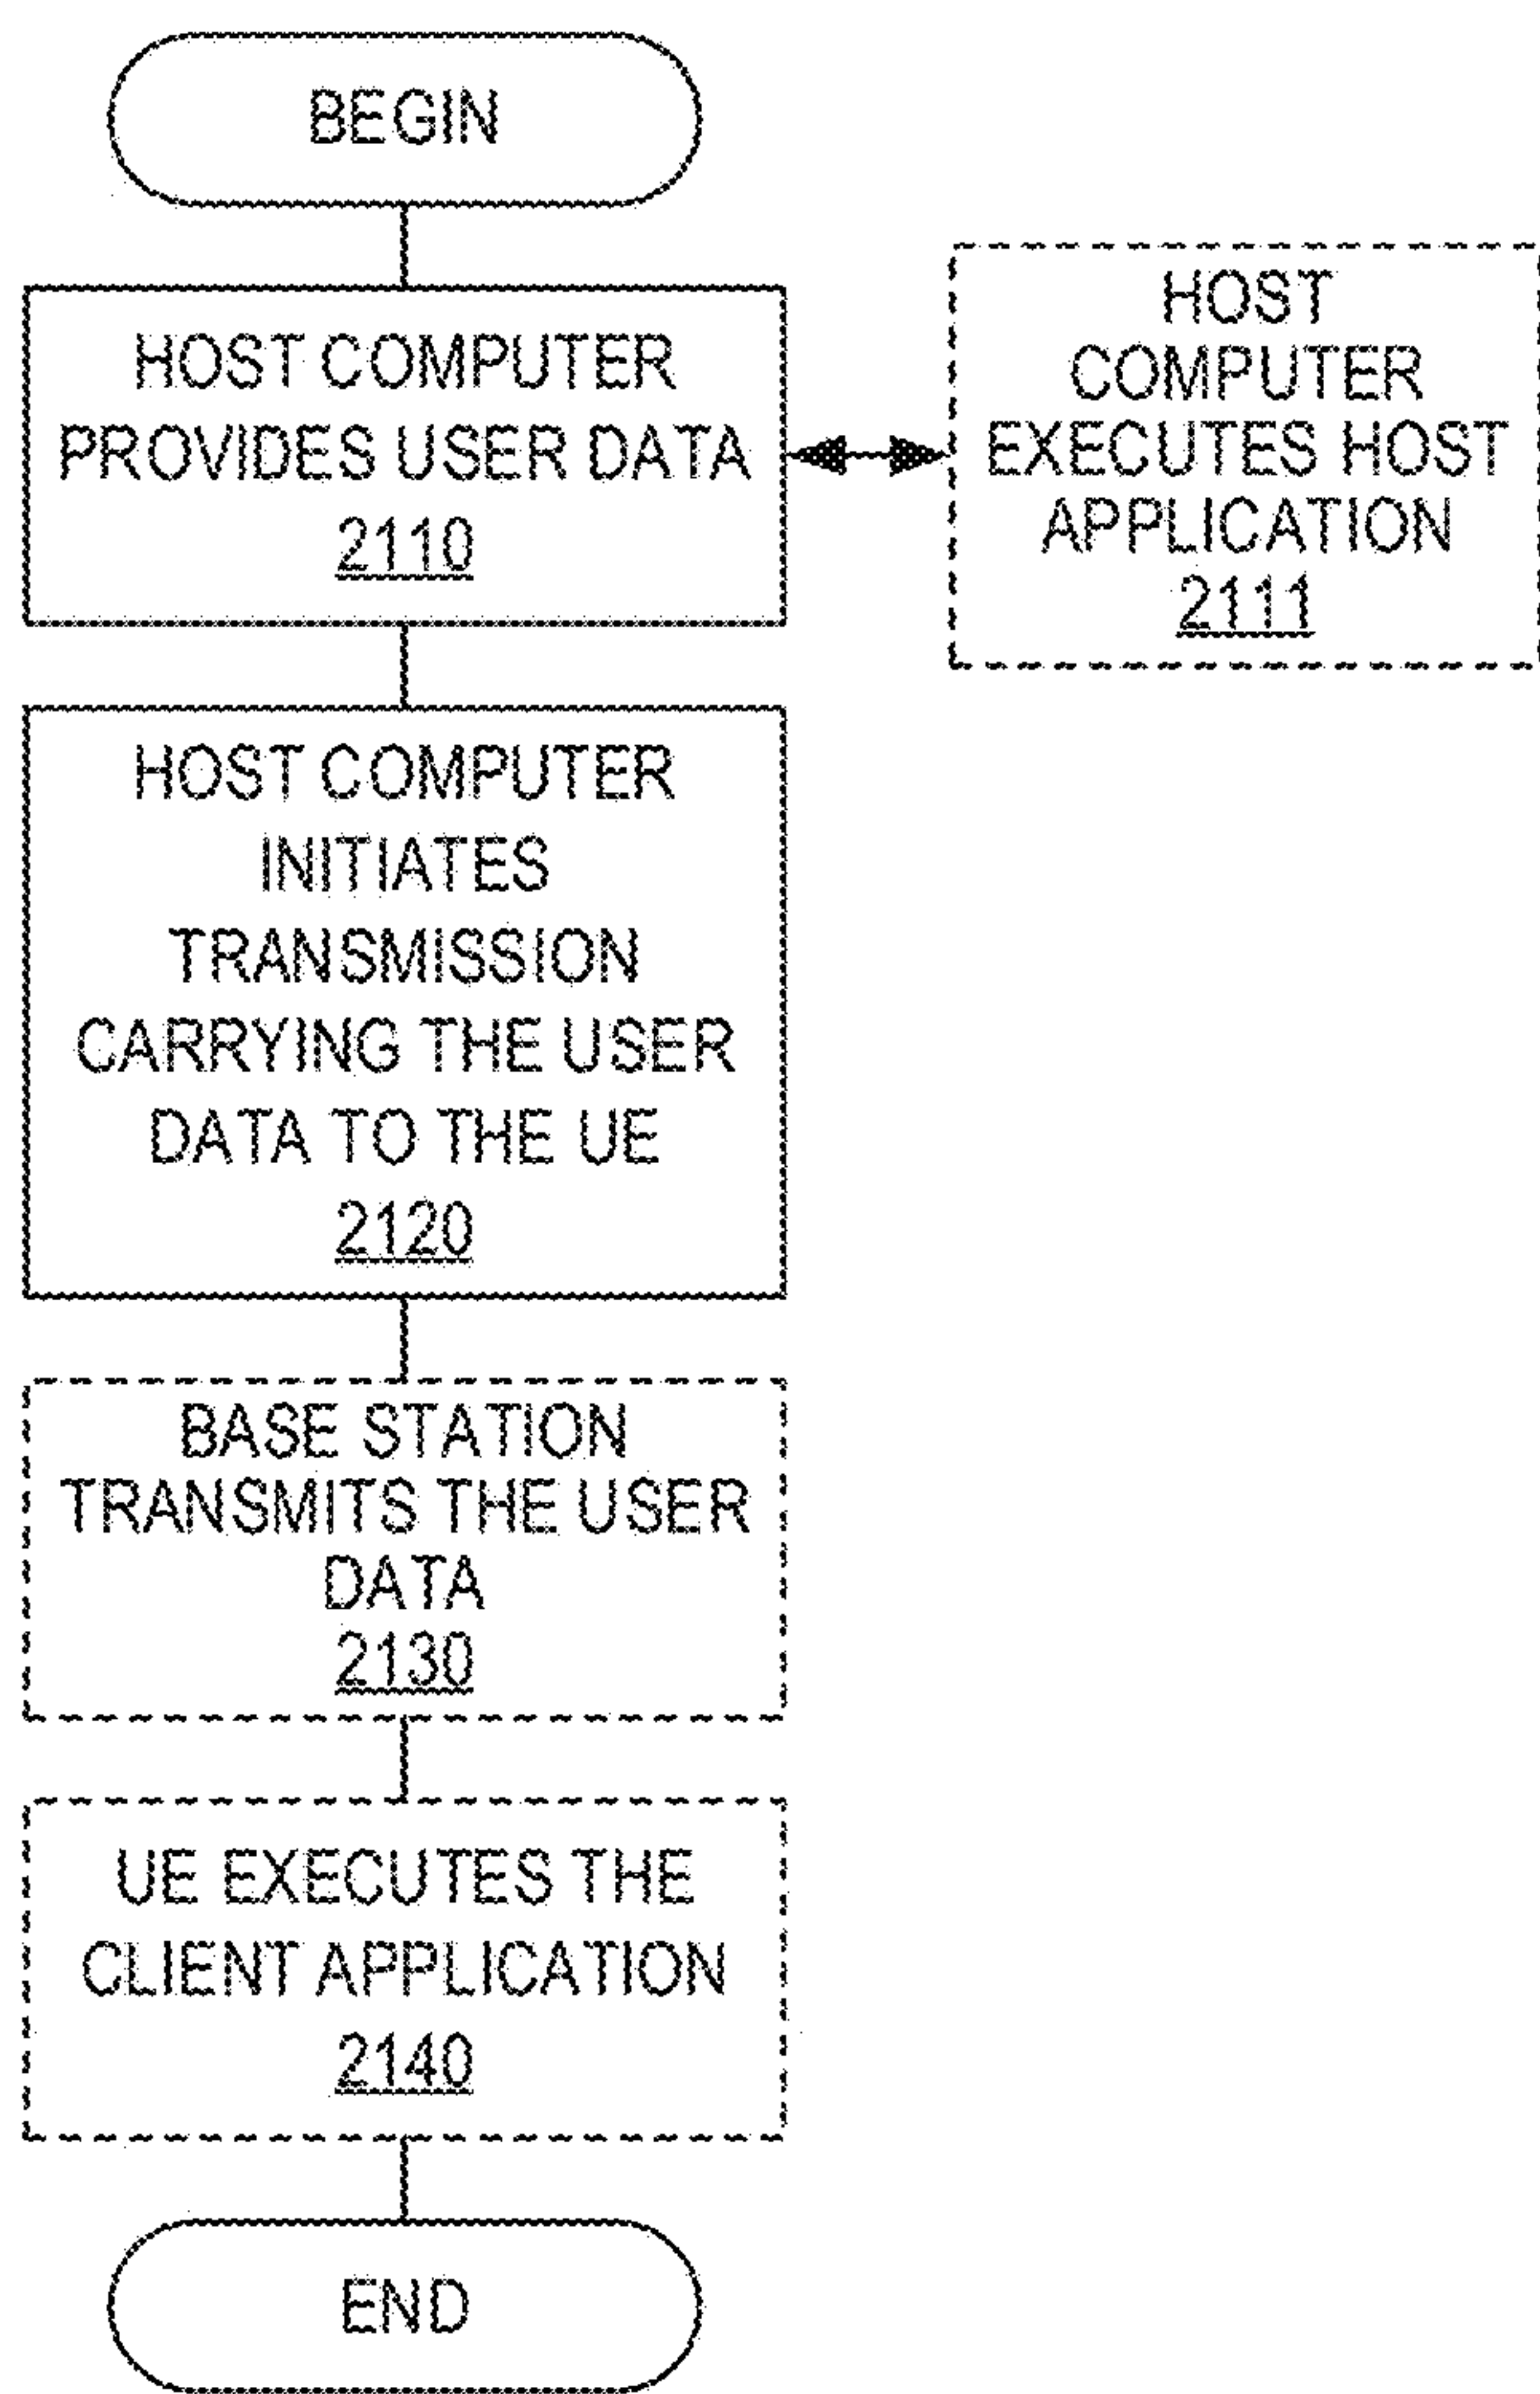 BEGIN
HOST COMPUTER
PROVIDES USER DATA
2110
HOST
COMPUTER
EXECUTES HOST
APPLICATION
2111
HOST COMPUTER
INITIATES
TRANSMISSION
CARRYING THE USER
DATA TO THE UE
2120
BASE STATION
TRANSMITS THE USER
DATA
2130
UE EXECUTES THE
CLIENT APPLICATION
2140
END